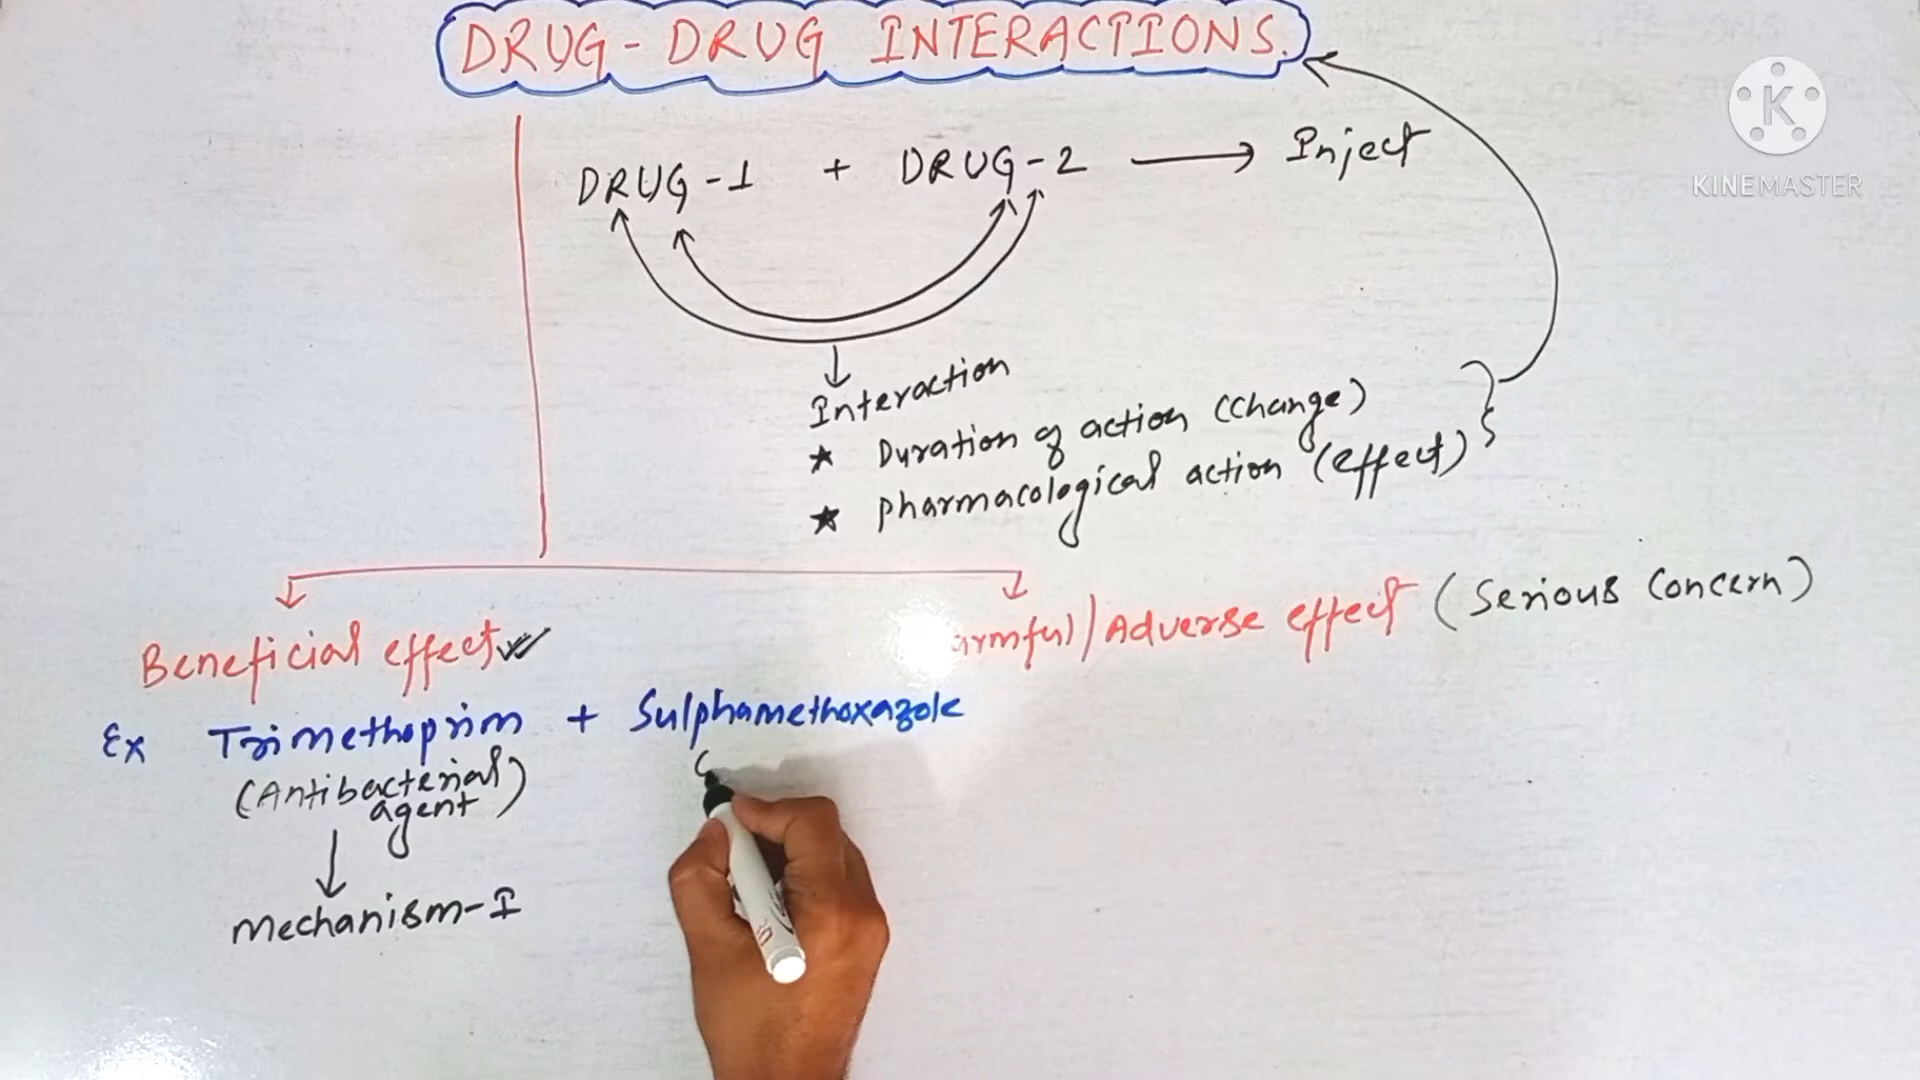 DRUG-DRUG INTERACTIONS.
KINEMASTER
DRUG-1 + DRUG-2 → Inject
Interaction
★ Duration of action (change)
★ Pharmacological action (effect)
Beneficial effect ✓
armful/Adverse effect (Serious Concern)
Ex Trimethoprim + Sulphamethoxazole
(Antibacterial
agent)
Mechanism-I